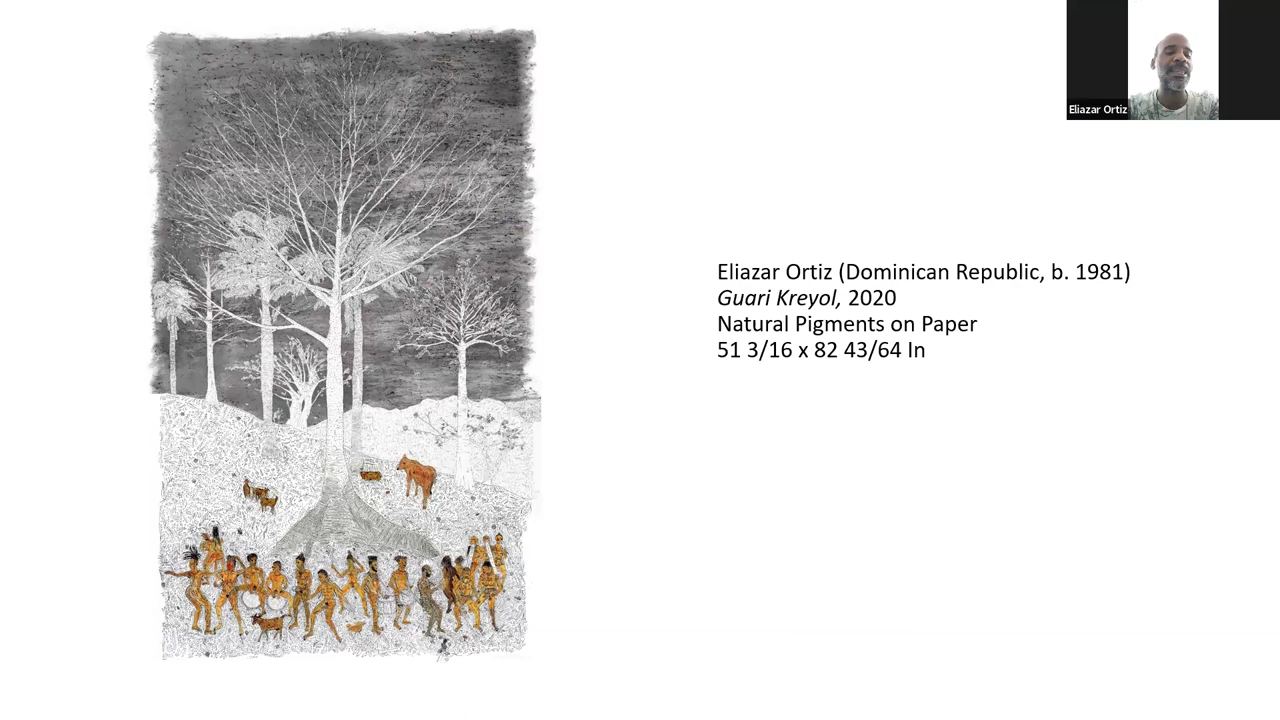 Eliazar Ortiz
Eliazar Ortiz (Dominican Republic, b. 1981)
Guari Kreyol, 2020
Natural Pigments on Paper
51 3/16 x 82 43/64 In